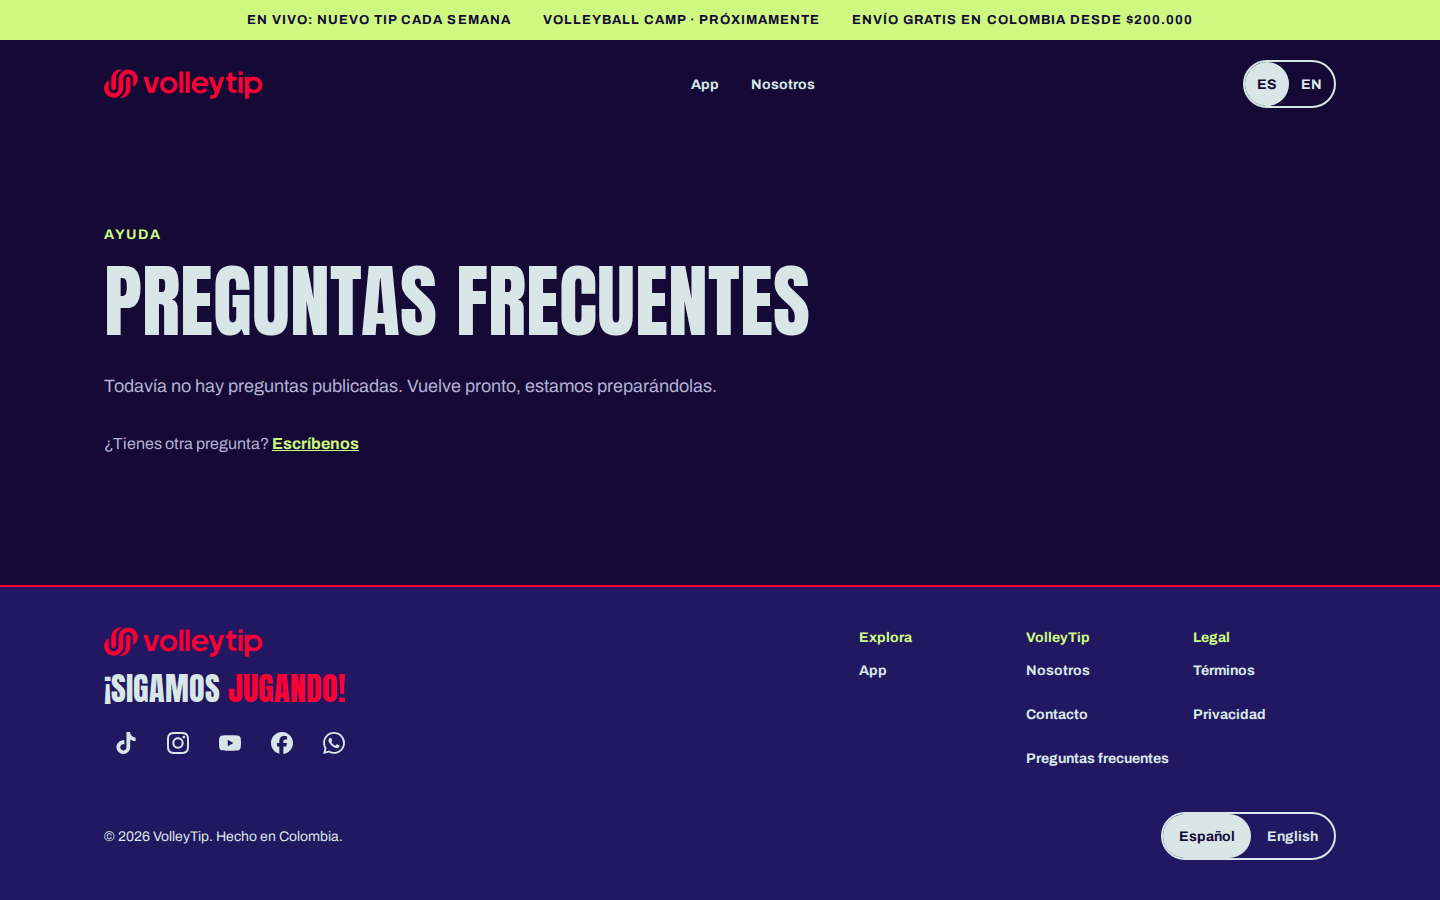 EN VIVO: NUEVO TIP CADA SEMANA VOLLEYBALL CAMP · PRÓXIMAMENTE ENVÍO GRATIS EN COLOMBIA DESDE $200.000
volleytip App Nosotros ES EN
AYUDA
PREGUNTAS FRECUENTES
Todavía no hay preguntas publicadas. Vuelve pronto, estamos preparándolas.
¿Tienes otra pregunta? Escríbenos
volleytip
¡SIGAMOS JUGANDO!
Explora
App
VolleyTip
Nosotros
Contacto
Preguntas frecuentes
Legal
Términos
Privacidad
© 2026 VolleyTip. Hecho en Colombia.
Español English